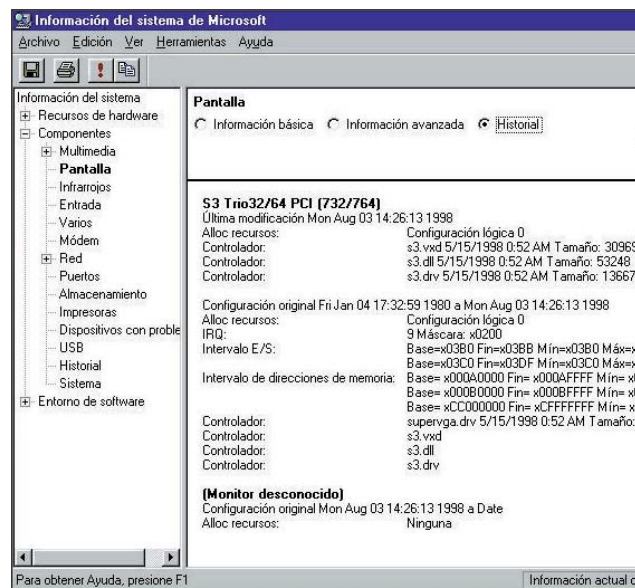 Información del sistema de Microsoft
Archivo Edición Ver Herramientas Ayuda
Información del sistema
Recursos de hardware
Componentes
Multimedia
Pantalla
Infrarrojos
Entrada
Varios
Módem
Red
Puertos
Almacenamiento
Impresoras
Dispositivos con proble
USB
Historial
Sistema
Entorno de software
Pantalla
Información básica Información avanzada Historial
S3 Trio32/64 PCI (732/764)
Última modificación Mon Aug 03 14:26:13 1998
Alloc recursos: Configuración lógica 0
Controlador: s3.vxd 5/15/1998 0:52 AM Tamaño: 30969
Controlador: s3.dll 5/15/1998 0:52 AM Tamaño: 53248
Controlador: s3.drv 5/15/1998 0:52 AM Tamaño: 13667
Configuración original Fri Jan 04 17:32:59 1980 a Mon Aug 03 14:26:13 1998
Alloc recursos: Configuración lógica 0
IRQ: 9 Máscara: x0200
Intervalo E/S: Base=x03B0 Fin=x03BB Mín=x03B0 Máx=x
Base=x03C0 Fin=x03DF Mín=x03C0 Máx=x
Intervalo de direcciones de memoria: Base= x000A0000 Fin= x000AFFFF Mín= x
Base= x000B0000 Fin= x000BFFFF Mín= x
Base= xCC000000 Fin= xCFFFFFFF Mín= x
Controlador: supervga.drv 5/15/1998 0:52 AM Tamaño:
Controlador: s3.vxd
Controlador: s3.dll
Controlador: s3.drv
(Monitor desconocido)
Configuración original Mon Aug 03 14:26:13 1998 a Date
Alloc recursos: Ninguna
Para obtener Ayuda, presione F1
Información actual